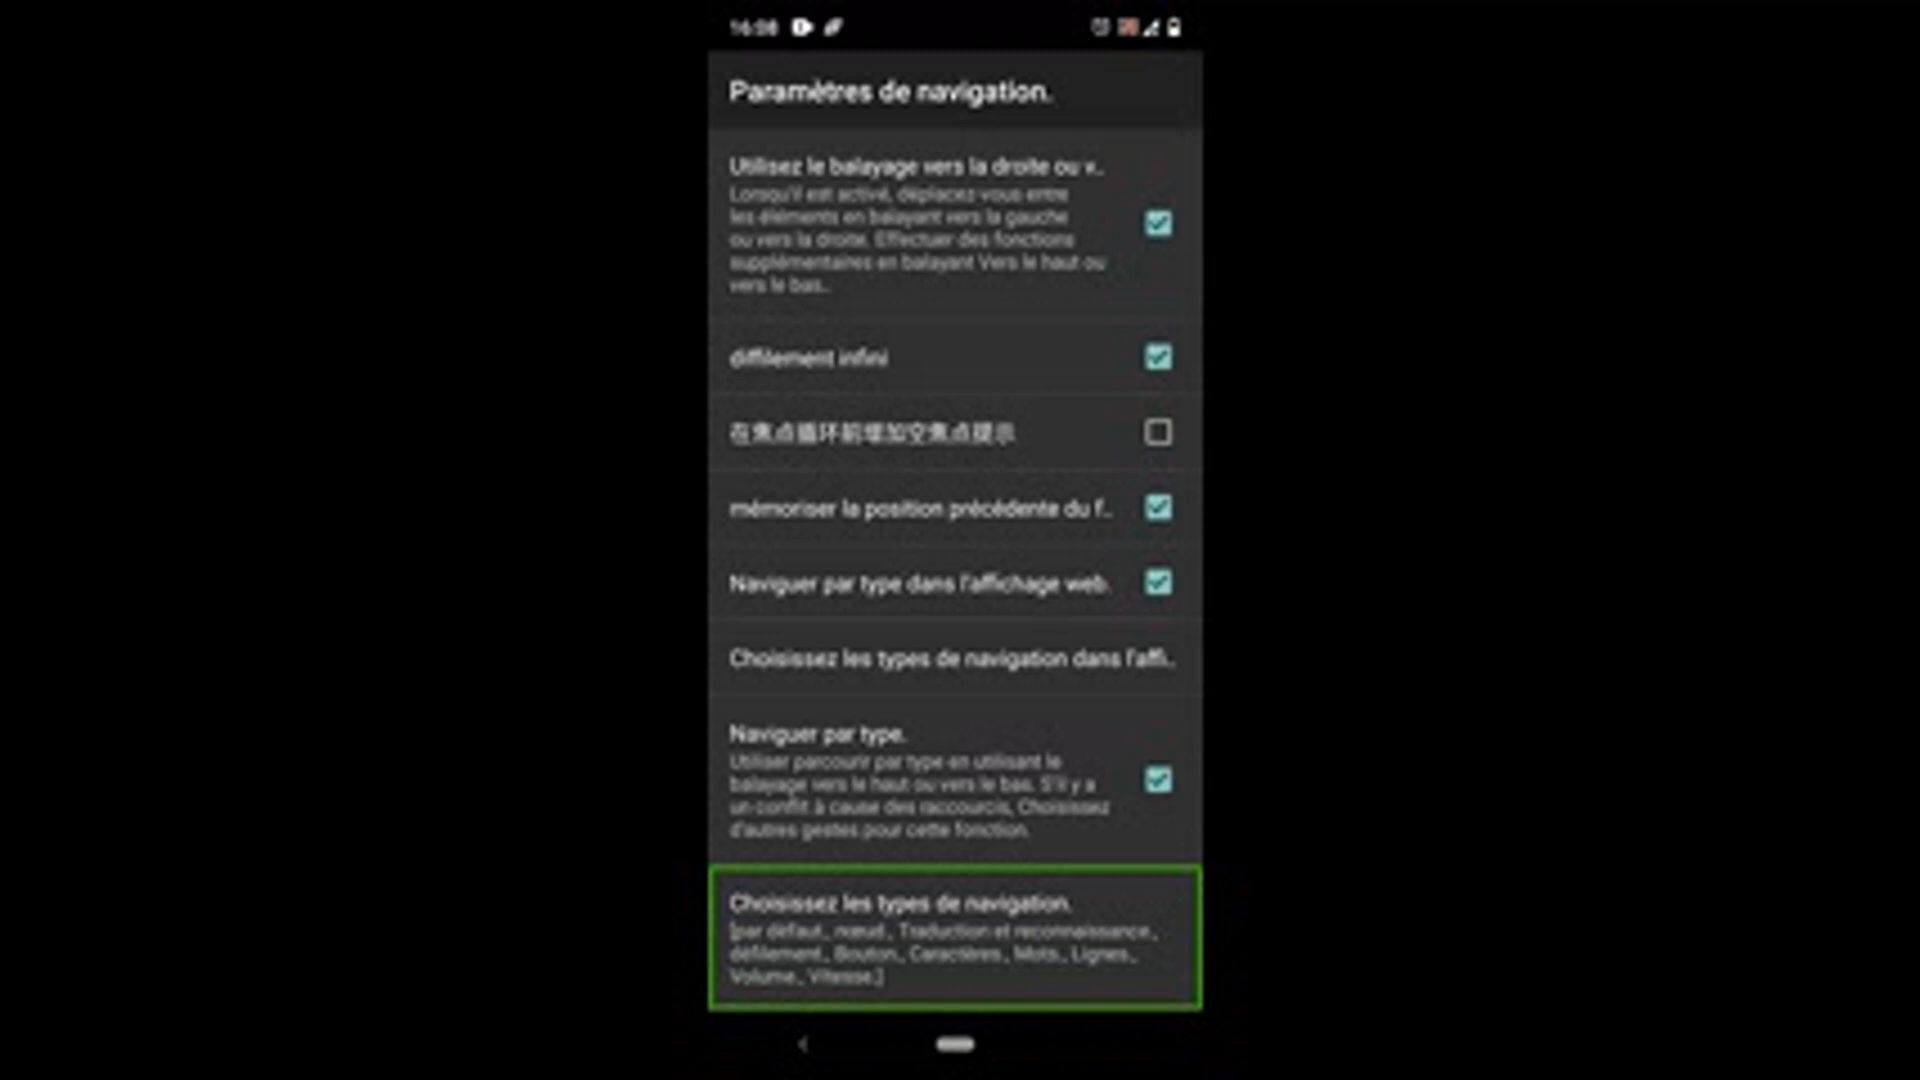 16:08
Paramètres de navigation.
Utilisez le balayage vers la droite ou v..
Lorsqu'il est activé, déplacez-vous entre
les éléments en balayant vers la gauche
ou vers la droite. Effectuer des fonctions
supplémentaires en balayant Vers le haut ou
vers le bas..
diffilement infini
在焦点循环前增加空焦点提示
mémoriser la position précédente du f..
Naviguer par type dans l'affichage web.
Choisissez les types de navigation dans l'affi..
Naviguer par type.
Utiliser parcourir par type en utilisant le
balayage vers le haut ou vers le bas. S'il y a
un conflit à cause des raccourcis, Choisissez
d'autres gestes pour cette fonction.
Choisissez les types de navigation.
[par défaut., nœud., Traduction et reconnaissance.,
défilement., Bouton., Caractères., Mots., Lignes.,
Volume., Vitesse.]